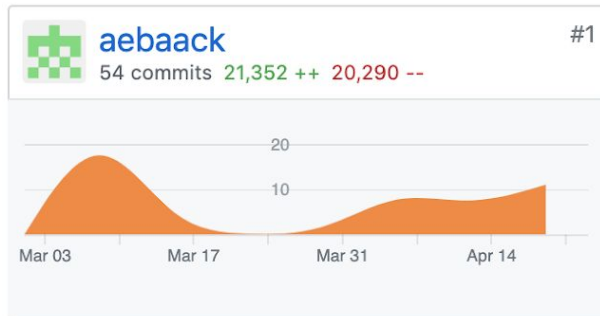 aebaack
#1
54 commits 21,352 ++ 20,290 --
20
10
Mar 03 Mar 17 Mar 31 Apr 14